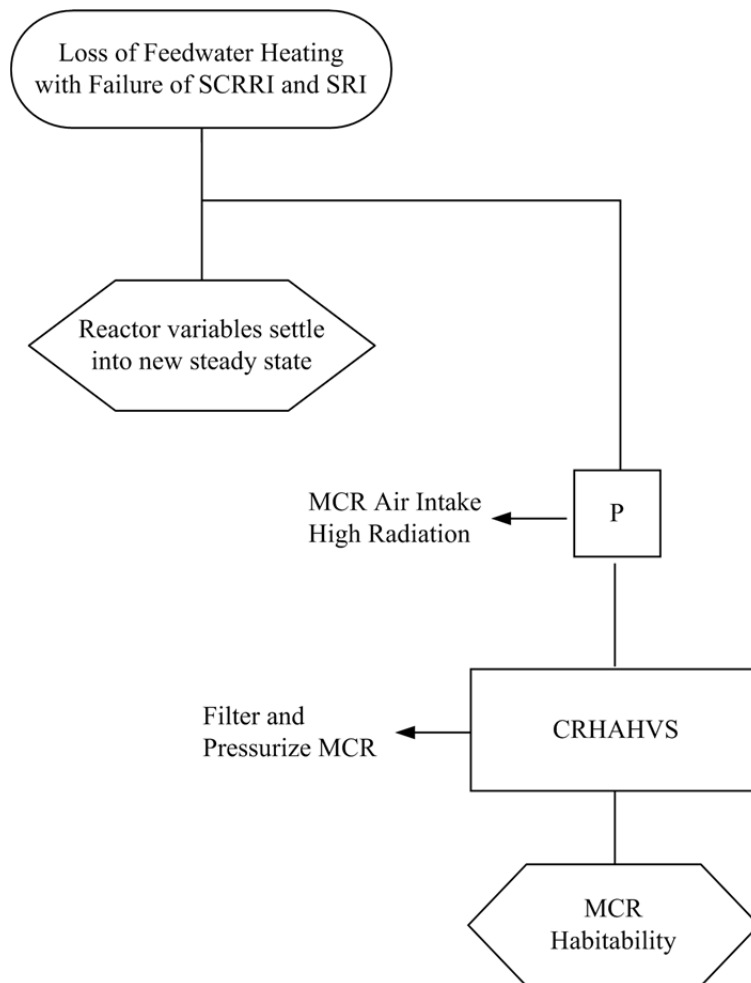 Loss of Feedwater Heating
with Failure of SCRRI and SRI
Reactor variables settle
into new steady state
MCR Air Intake
High Radiation
P
Filter and
Pressurize MCR
CRHAHVS
MCR
Habitability